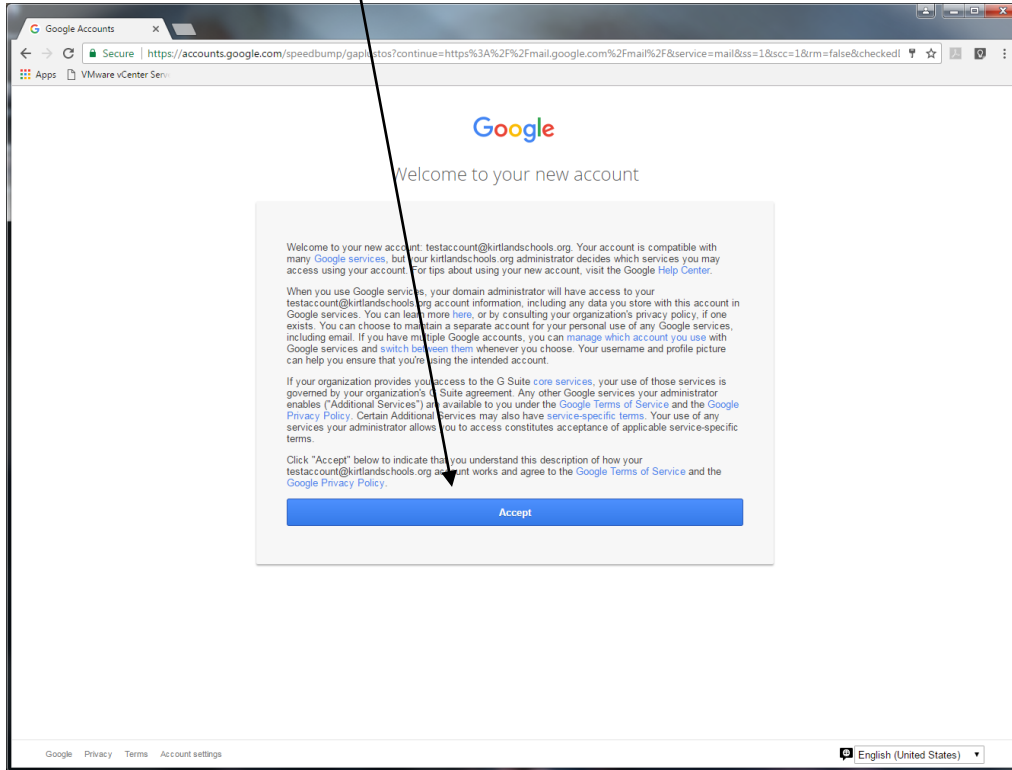 Google Accounts
Secure | https://accounts.google.com/speedbump/gaplustos?continue=https%3A%2F%2Fmail.google.com%2Fmail%2F&service=mail&ss=1&scc=1&rm=false&checkedl
Apps VMware vCenter Serv
Google
Welcome to your new account
Welcome to your new account: testaccount@kirtlandschools.org. Your account is compatible with
many Google services, but your kirtlandschools.org administrator decides which services you may
access using your account. For tips about using your new account, visit the Google Help Center.
When you use Google services, your domain administrator will have access to your
testaccount@kirtlandschools.org account information, including any data you store with this account in
Google services. You can learn more here, or by consulting your organization's privacy policy, if one
exists. You can choose to maintain a separate account for your personal use of any Google services,
including email. If you have multiple Google accounts, you can manage which account you use with
Google services and switch between them whenever you choose. Your username and profile picture
can help you ensure that you're using the intended account.
If your organization provides you access to the G Suite core services, your use of those services is
governed by your organization's G Suite agreement. Any other Google services your administrator
enables ("Additional Services") are available to you under the Google Terms of Service and the Google
Privacy Policy. Certain Additional Services may also have service-specific terms. Your use of any
services your administrator allows you to access constitutes acceptance of applicable service-specific
terms.
Click "Accept" below to indicate that you understand this description of how your
testaccount@kirtlandschools.org account works and agree to the Google Terms of Service and the
Google Privacy Policy.
Accept
Google Privacy Terms Account settings
English (United States)